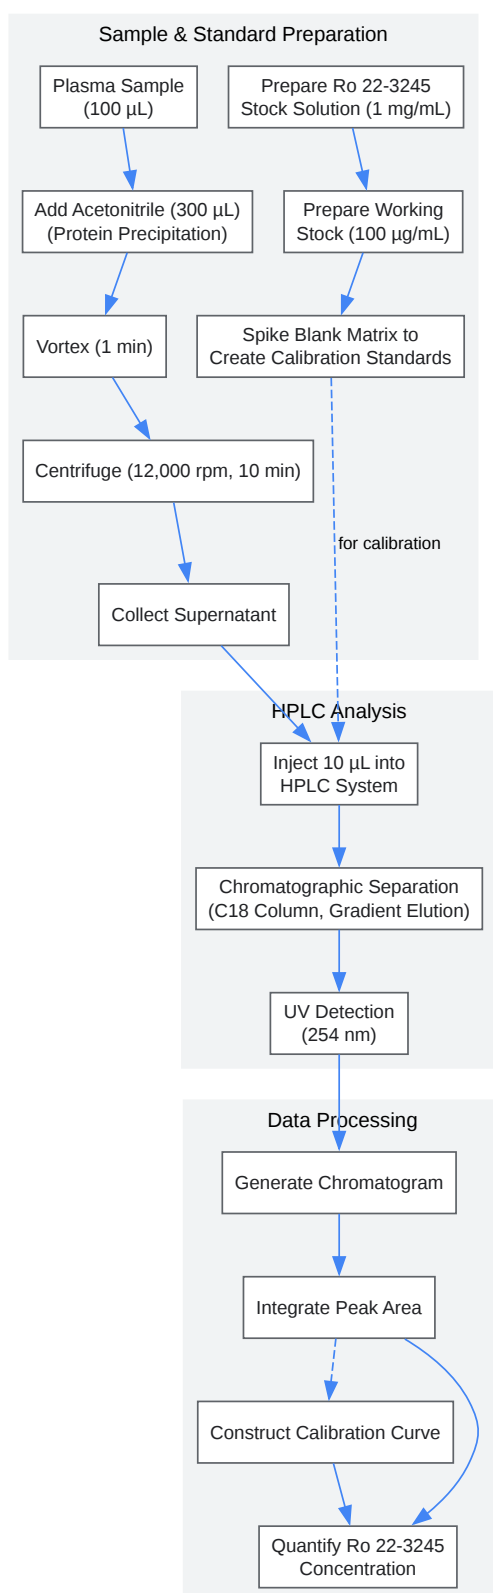 Sample & Standard Preparation
Plasma Sample
(100 µL)
Prepare Ro 22-3245
Stock Solution (1 mg/mL)
Add Acetonitrile (300 µL)
(Protein Precipitation)
Prepare Working
Stock (100 µg/mL)
Vortex (1 min)
Spike Blank Matrix to
Create Calibration Standards
Centrifuge (12,000 rpm, 10 min)
for calibration
Collect Supernatant
HPLC Analysis
Inject 10 µL into
HPLC System
Chromatographic Separation
(C18 Column, Gradient Elution)
UV Detection
(254 nm)
Data Processing
Generate Chromatogram
Integrate Peak Area
Construct Calibration Curve
Quantify Ro 22-3245
Concentration